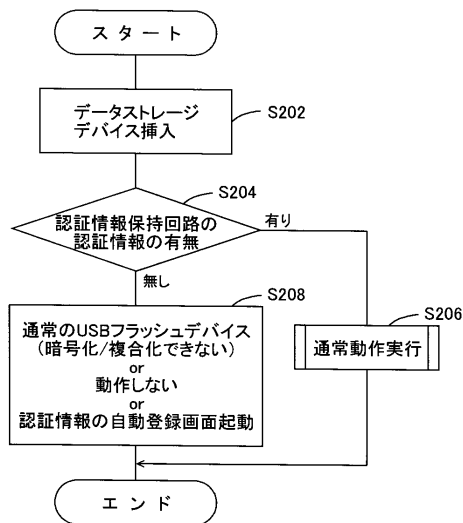 スタート
データストレージ
デバイス挿入
S202
S204
認証情報保持回路の
認証情報の有無
有り
無し
S208
通常のUSBフラッシュデバイス
(暗号化/複合化できない)
or
動作しない
or
認証情報の自動登録画面起動
S206
通常動作実行
エンド